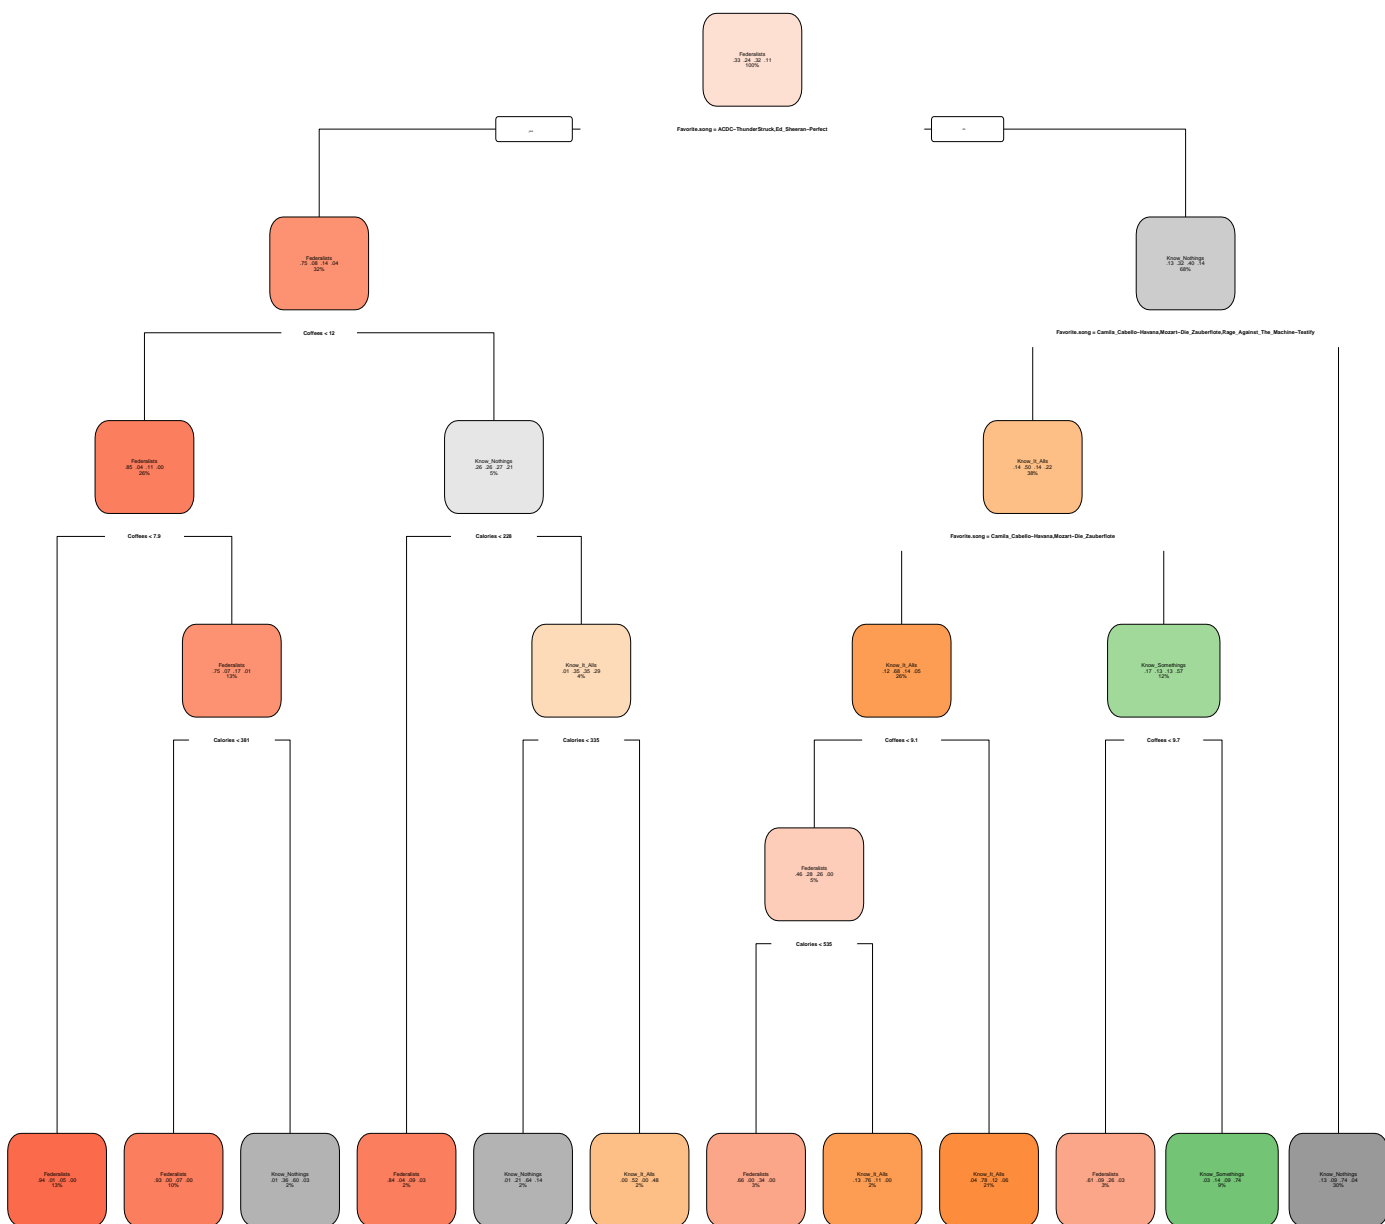 Federalists
.33 .24 .32 .11
100%
Favorite.song = ACDC−ThunderStruck,Ed_Sheeran−Perfect
Federalists
.75 .08 .14 .04
32%
Know_Nothings
.13 .32 .40 .14
68%
Coffees < 12
Favorite.song = Camila_Cabello−Havana,Mozart−Die_Zauberflote,Rage_Against_The_Machine−Testify
Federalists
.85 .04 .11 .00
26%
Know_Nothings
.26 .26 .27 .21
5%
Know_It_Alls
.14 .50 .14 .22
38%
Coffees < 7.9
Calories < 228
Favorite.song = Camila_Cabello−Havana,Mozart−Die_Zauberflote
Federalists
.75 .07 .17 .01
13%
Know_It_Alls
.01 .35 .35 .29
4%
Know_It_Alls
.12 .68 .14 .05
26%
Know_Somethings
.17 .13 .13 .57
12%
Calories < 381
Calories < 335
Coffees < 9.1
Coffees < 9.7
Federalists
.46 .28 .26 .00
5%
Calories < 535
Federalists
.94 .01 .05 .00
13%
Federalists
.93 .00 .07 .00
10%
Know_Nothings
.01 .36 .60 .03
2%
Federalists
.84 .04 .09 .03
2%
Know_Nothings
.01 .21 .64 .14
2%
Know_It_Alls
.00 .52 .00 .48
2%
Federalists
.66 .00 .34 .00
3%
Know_It_Alls
.13 .76 .11 .00
2%
Know_It_Alls
.04 .78 .12 .06
21%
Federalists
.61 .09 .26 .03
3%
Know_Somethings
.03 .14 .09 .74
9%
Know_Nothings
.13 .09 .74 .04
30%